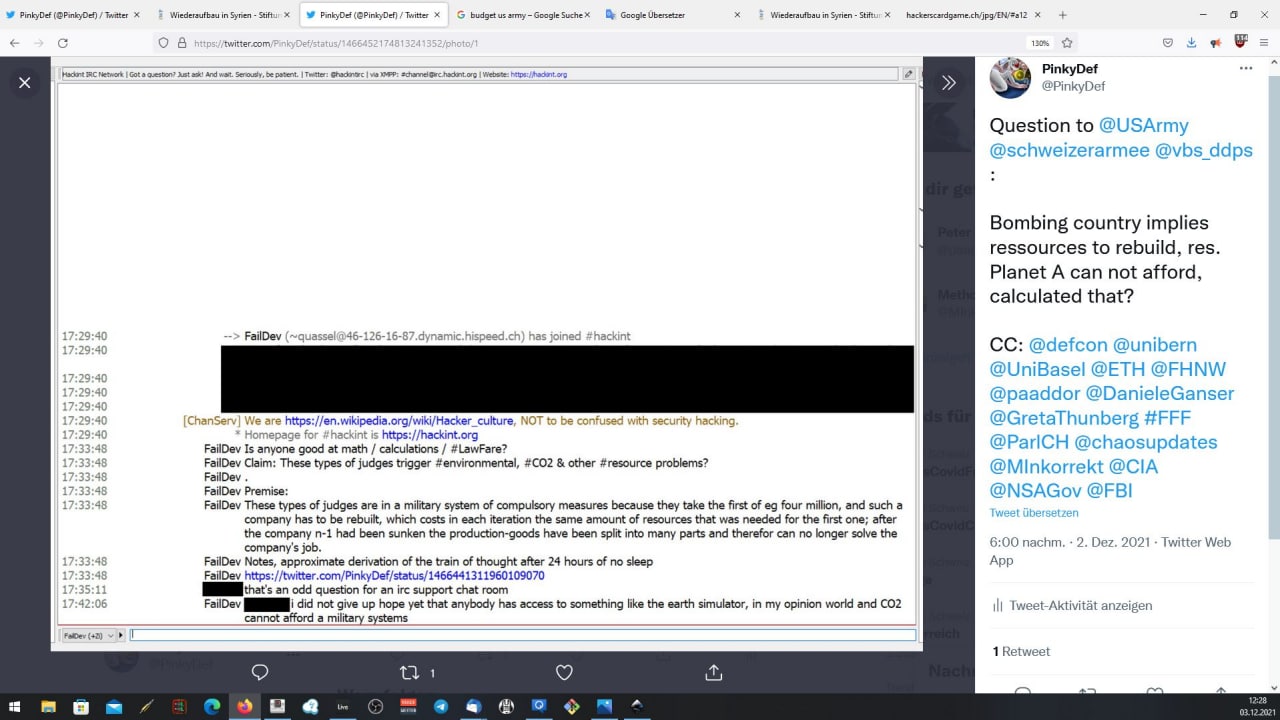 PinkyDef (@PinkyDef) / Twitter
Wiederaufbau in Syrien - Stiftun
PinkyDef (@PinkyDef) / Twitter
budget us army – Google Suche
Google Übersetzer
Wiederaufbau in Syrien - Stiftun
hackerscardgame.ch/jpg/EN/#a12
https://twitter.com/PinkyDef/status/1466452174813241352/photo/1
130%
114
Hackint IRC Network | Got a question? Just ask! And wait. Seriously, be patient. | Twitter: @hackintirc | via XMPP: #channel@irc.hackint.org | Website: https://hackint.org
17:29:40 --> FailDev (~quassel@46-126-16-87.dynamic.hispeed.ch) has joined #hackint
17:29:40
17:29:40
17:29:40
17:29:40
17:29:40 [ChanServ] We are https://en.wikipedia.org/wiki/Hacker_culture, NOT to be confused with security hacking.
17:29:40 * Homepage for #hackint is https://hackint.org
17:33:48 FailDev Is anyone good at math / calculations / #LawFare?
17:33:48 FailDev Claim: These types of judges trigger #environmental, #CO2 & other #resource problems?
17:33:48 FailDev .
17:33:48 FailDev Premise:
17:33:48 FailDev These types of judges are in a military system of compulsory measures because they take the first of eg four million, and such a
company has to be rebuilt, which costs in each iteration the same amount of resources that was needed for the first one; after
the company n-1 had been sunken the production-goods have been split into many parts and therefor can no longer solve the
company's job.
17:33:48 FailDev Notes, approximate derivation of the train of thought after 24 hours of no sleep
17:33:48 FailDev https://twitter.com/PinkyDef/status/1466441311960109070
17:35:11 that's an odd question for an irc support chat room
17:42:06 FailDev i did not give up hope yet that anybody has access to something like the earth simulator, in my opinion world and CO2
cannot afford a military systems
FailDev (+Zi)
1
PinkyDef
@PinkyDef
Question to @USArmy
@schweizerarmee @vbs_ddps
:
Bombing country implies
ressources to rebuild, res.
Planet A can not afford,
calculated that?
CC: @defcon @unibern
@UniBasel @ETH @FHNW
@paaddor @DanieleGanser
@GretaThunberg #FFF
@ParlCH @chaosupdates
@MInkorrekt @CIA
@NSAGov @FBI
Tweet übersetzen
6:00 nachm. · 2. Dez. 2021 · Twitter Web
App
Tweet-Aktivität anzeigen
1 Retweet
@PinkyDef
Live
12:28
03.12.2021